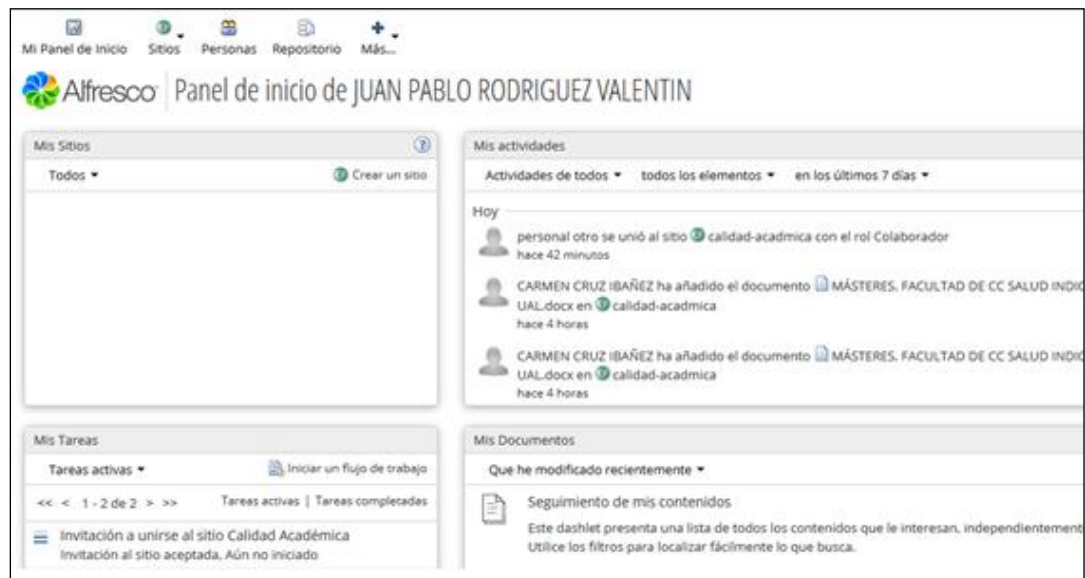 Mi Panel de Inicio Sitios Personas Repositorio Más...
Alfresco Panel de inicio de JUAN PABLO RODRIGUEZ VALENTIN
Mis Sitios
Todos Crear un sitio
Mis actividades
Actividades de todos todos los elementos en los últimos 7 días
Hoy
personal otro se unió al sitio calidad-acadmica con el rol Colaborador
hace 42 minutos
CARMEN CRUZ IBAÑEZ ha añadido el documento MÁSTERES. FACULTAD DE CC SALUD INDIC
UAL.docx en calidad-acadmica
hace 4 horas
CARMEN CRUZ IBAÑEZ ha añadido el documento MÁSTERES. FACULTAD DE CC SALUD INDIC
UAL.docx en calidad-acadmica
hace 4 horas
Mis Tareas
Tareas activas Iniciar un flujo de trabajo
<< < 1 - 2 de 2 > >> Tareas activas | Tareas completadas
Invitación a unirse al sitio Calidad Académica
Invitación al sitio aceptada. Aún no iniciado
Mis Documentos
Que he modificado recientemente
Seguimiento de mis contenidos
Este dashlet presenta una lista de todos los contenidos que le interesan, independientement
Utilice los filtros para localizar fácilmente lo que busca.